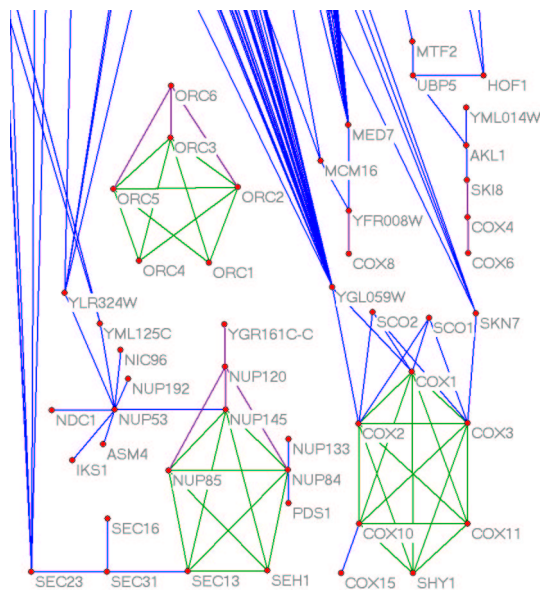 MTF2
UBP5
HOF1
ORC6
YML014W
MED7
ORC3
AKL1
MCM16
SKI8
ORC5
ORC2
YFR008W
COX4
COX8
COX6
ORC4
ORC1
YLR324W
YGL059W
SCO2
SCO1
SKN7
YML125C
YGR161C-C
NIC96
NUP120
COX1
NUP192
NDC1
NUP53
NUP145
COX2
COX3
NUP133
ASM4
IKS1
NUP85
NUP84
PDS1
SEC16
COX10
COX11
SEC23
SEC31
SEC13
SEH1
COX15
SHY1